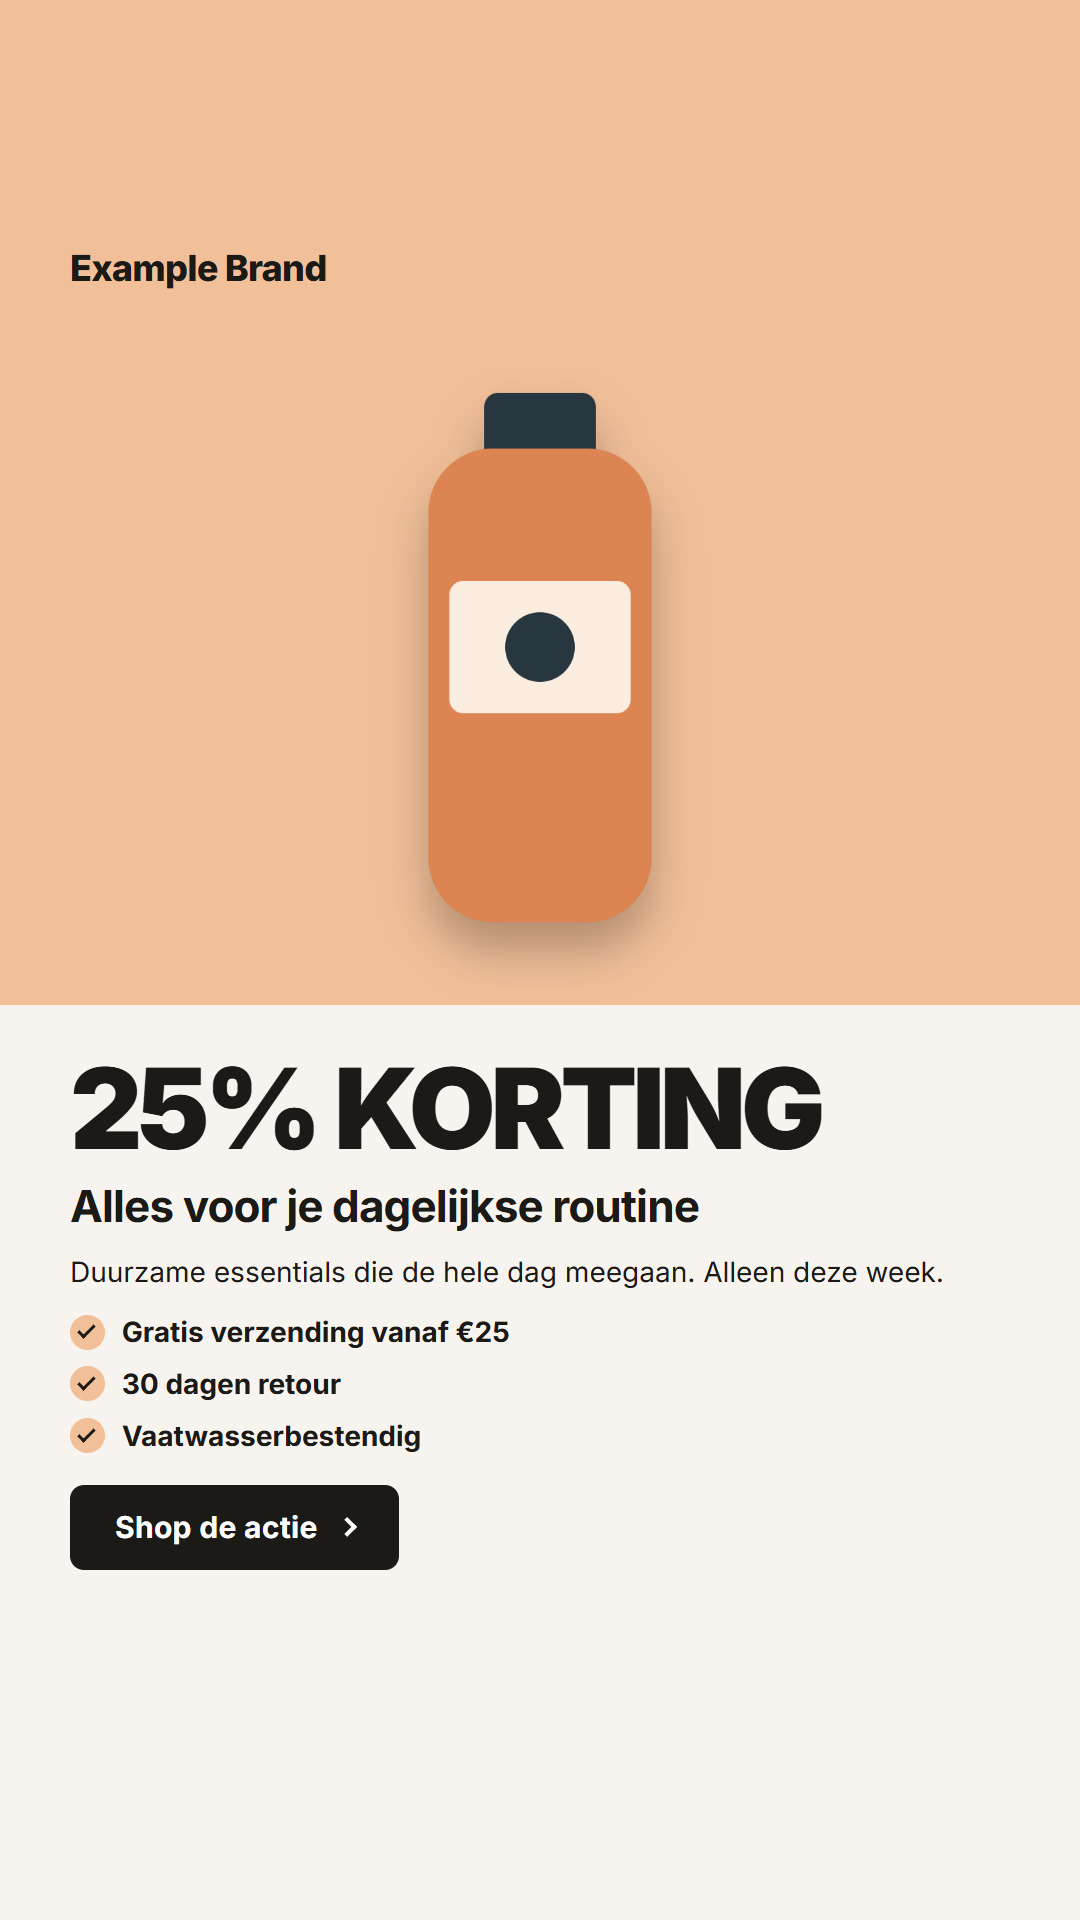 Example Brand
25% KORTING
Alles voor je dagelijkse routine
Duurzame essentials die de hele dag meegaan. Alleen deze week.
Gratis verzending vanaf €25
30 dagen retour
Vaatwasserbestendig
Shop de actie